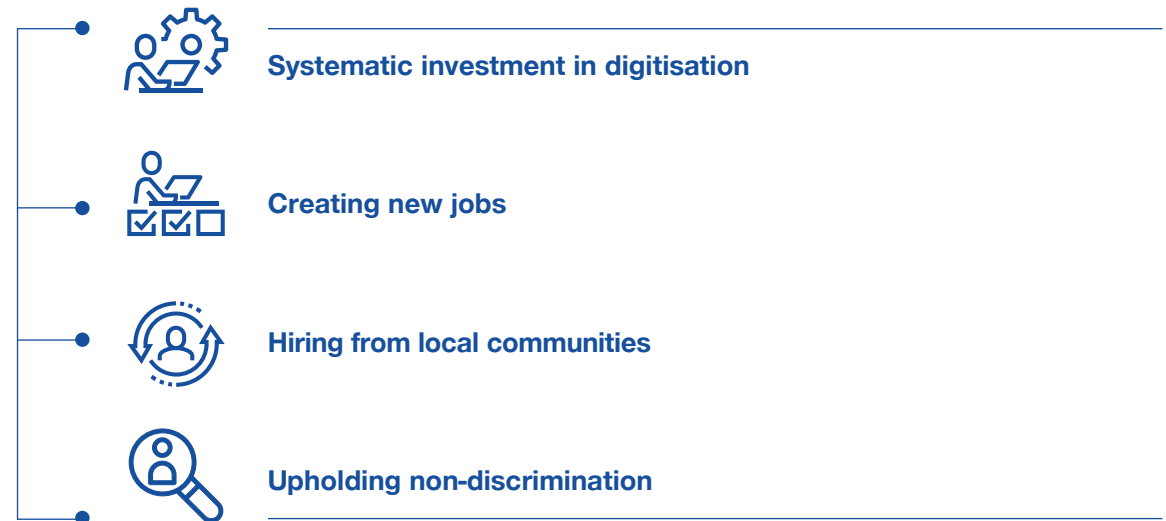 Systematic investment in digitisation
Creating new jobs
Hiring from local communities
Upholding non-discrimination